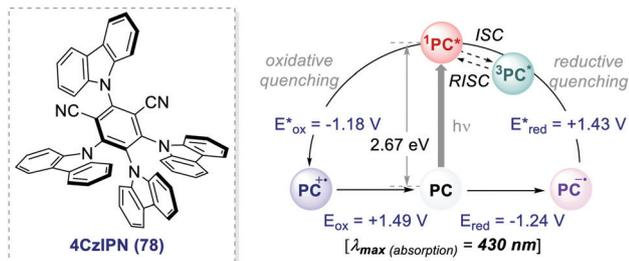 N
NC
CN
N
N
N
4CzIPN (78)
oxidative
quenching
¹PC*
ISC
³PC*
RISC
reductive
quenching
E*ox = -1.18 V
2.67 eV
hν
E*red = +1.43 V
PC+•
PC
PC−•
Eox = +1.49 V
Ered = -1.24 V
[λmax (absorption) = 430 nm]